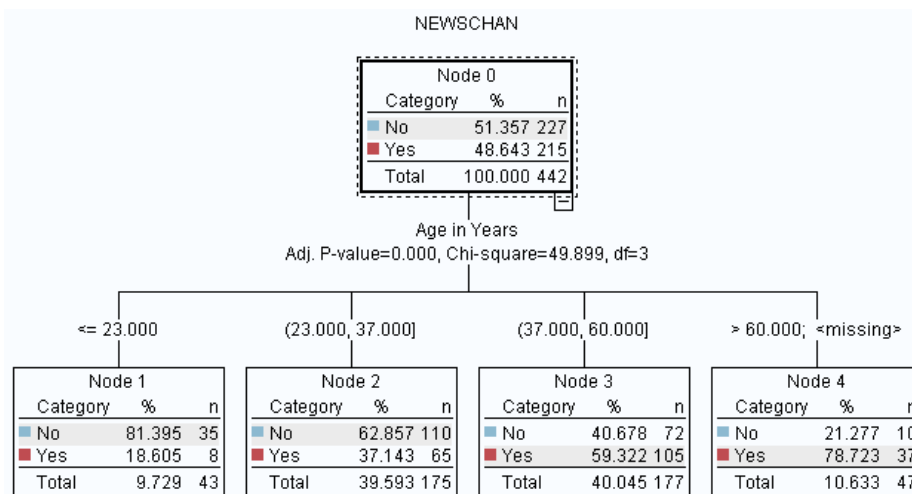 NEWSCHAN
Node 0
Category % n
No 51.357 227
Yes 48.643 215
Total 100.000 442
Age in Years
Adj. P-value=0.000, Chi-square=49.899, df=3
<= 23.000
(23.000, 37.000]
(37.000, 60.000]
> 60.000; <missing>
Node 1
Category % n
No 81.395 35
Yes 18.605 8
Total 9.729 43
Node 2
Category % n
No 62.857 110
Yes 37.143 65
Total 39.593 175
Node 3
Category % n
No 40.678 72
Yes 59.322 105
Total 40.045 177
Node 4
Category % n
No 21.277 10
Yes 78.723 37
Total 10.633 47